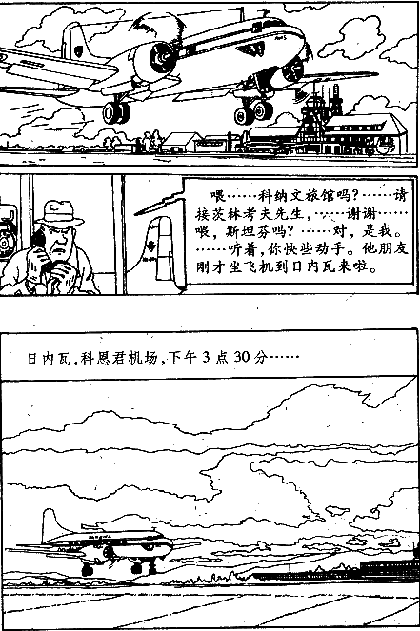 喂……科纳文旅馆吗?……请
接茨林考夫先生,……谢谢……
喂,斯坦芬吗?……对,是我。
……听着,你快些动手。他朋友
刚才坐飞机到日内瓦来啦。
日内瓦.科恩君机场,下午3点30分……